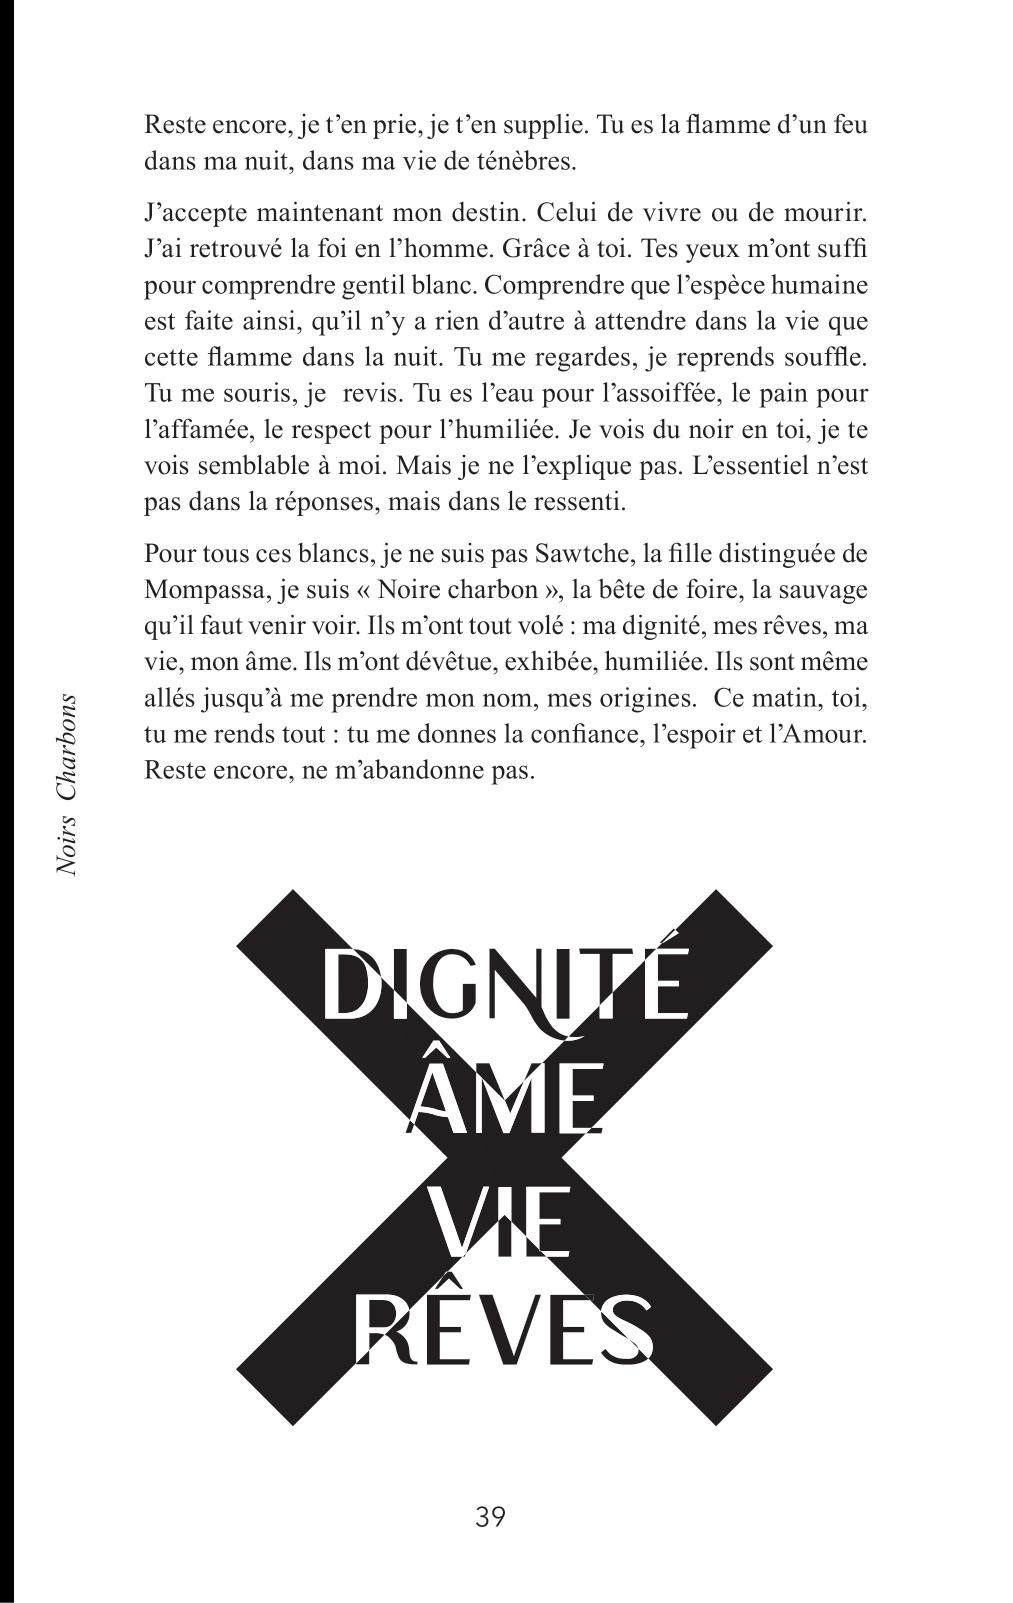 Reste encore, je t’en prie, je t’en supplie. Tu es la flamme d’un feu
dans ma nuit, dans ma vie de ténèbres.
J’accepte maintenant mon destin. Celui de vivre ou de mourir.
J’ai retrouvé la foi en l’homme. Grâce à toi. Tes yeux m’ont suffi
pour comprendre gentil blanc. Comprendre que l’espèce humaine
est faite ainsi, qu’il n’y a rien d’autre à attendre dans la vie que
cette flamme dans la nuit. Tu me regardes, je reprends souffle.
Tu me souris, je  revis. Tu es l’eau pour l’assoiffée, le pain pour
l’affamée, le respect pour l’humiliée. Je vois du noir en toi, je te
vois semblable à moi. Mais je ne l’explique pas. L’essentiel n’est
pas dans la réponses, mais dans le ressenti.
Pour tous ces blancs, je ne suis pas Sawtche, la fille distinguée de
Mompassa, je suis « Noire charbon », la bête de foire, la sauvage
qu’il faut venir voir. Ils m’ont tout volé : ma dignité, mes rêves, ma
vie, mon âme. Ils m’ont dévêtue, exhibée, humiliée. Ils sont même
allés jusqu’à me prendre mon nom, mes origines.  Ce matin, toi,
tu me rends tout : tu me donnes la confiance, l’espoir et l’Amour.
Reste encore, ne m’abandonne pas.
Noirs Charbons
DIGNITÉ
ÂME
VIE
RÊVES
39